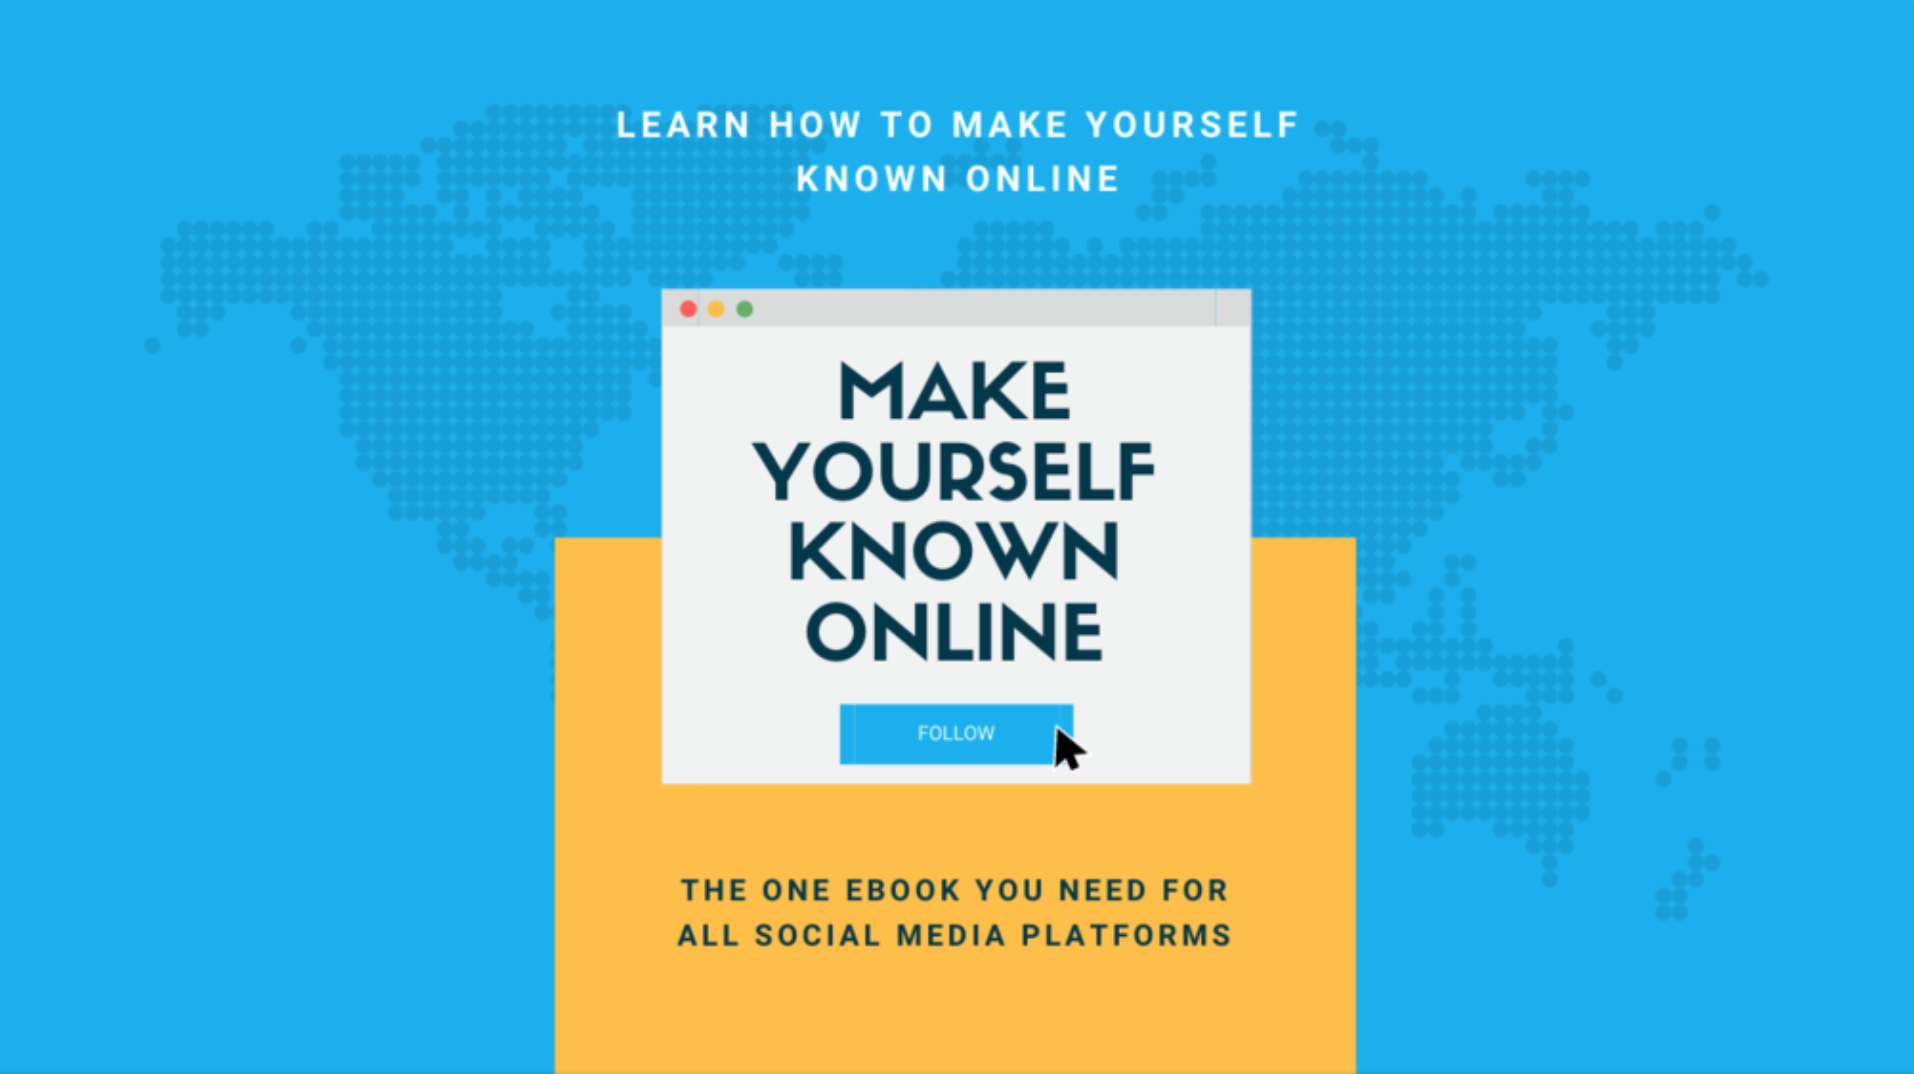 LEARN HOW TO MAKE YOURSELF
KNOWN ONLINE
MAKE
YOURSELF
KNOWN
ONLINE
FOLLOW
THE ONE EBOOK YOU NEED FOR
ALL SOCIAL MEDIA PLATFORMS